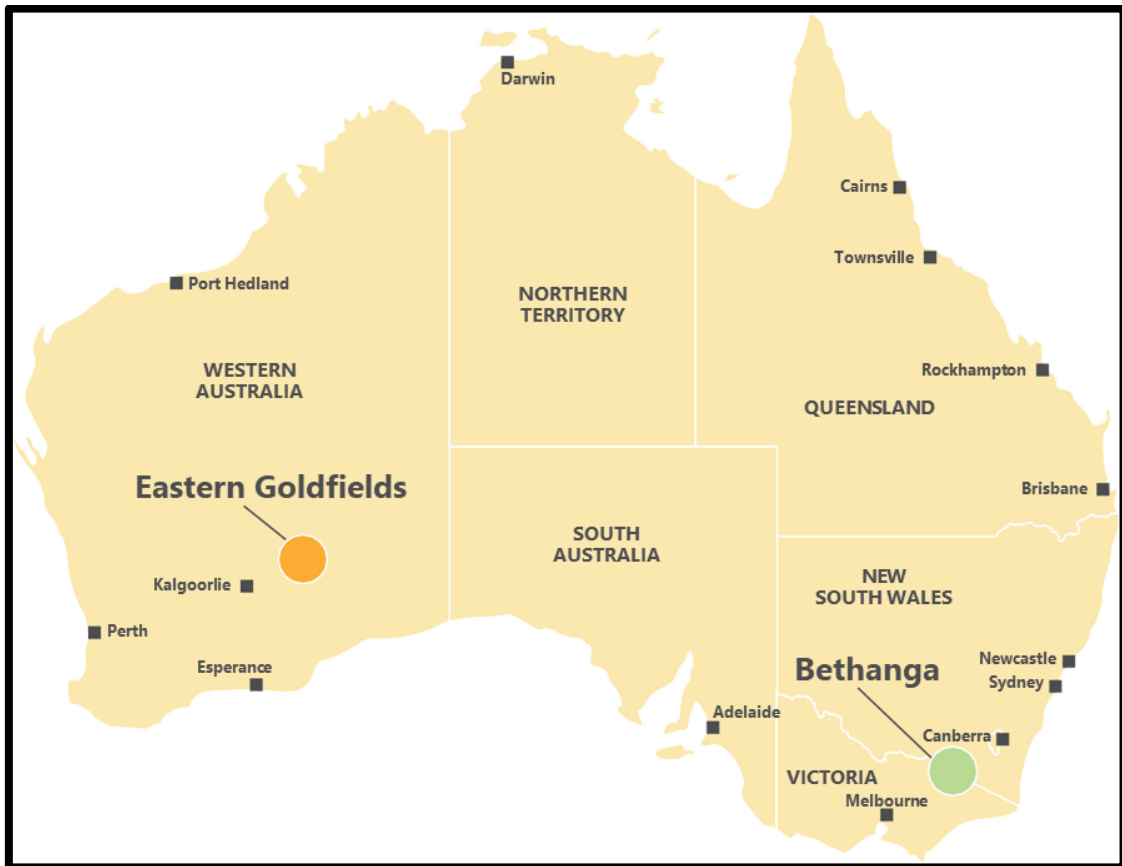 Darwin
Cairns
Townsville
Port Hedland
NORTHERN
TERRITORY
WESTERN
AUSTRALIA
Rockhampton
QUEENSLAND
Eastern Goldfields
Brisbane
SOUTH
AUSTRALIA
Kalgoorlie
NEW
SOUTH WALES
Perth
Esperance
Newcastle
Bethanga
Sydney
Adelaide
Canberra
VICTORIA
Melbourne